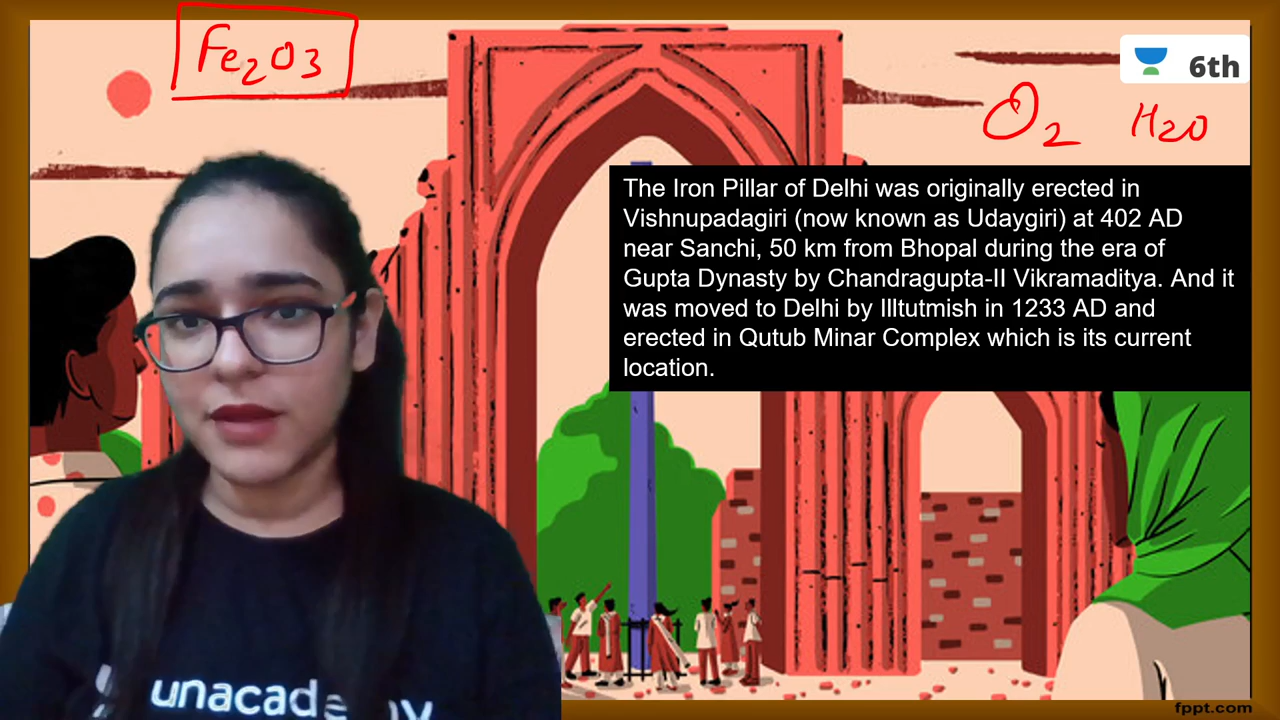 Fe2O3
6th
O2 H2O
The Iron Pillar of Delhi was originally erected in
Vishnupadagiri (now known as Udaygiri) at 402 AD
near Sanchi, 50 km from Bhopal during the era of
Gupta Dynasty by Chandragupta-II Vikramaditya. And it
was moved to Delhi by Illtutmish in 1233 AD and
erected in Qutub Minar Complex which is its current
location.
unacademy
fppt.com